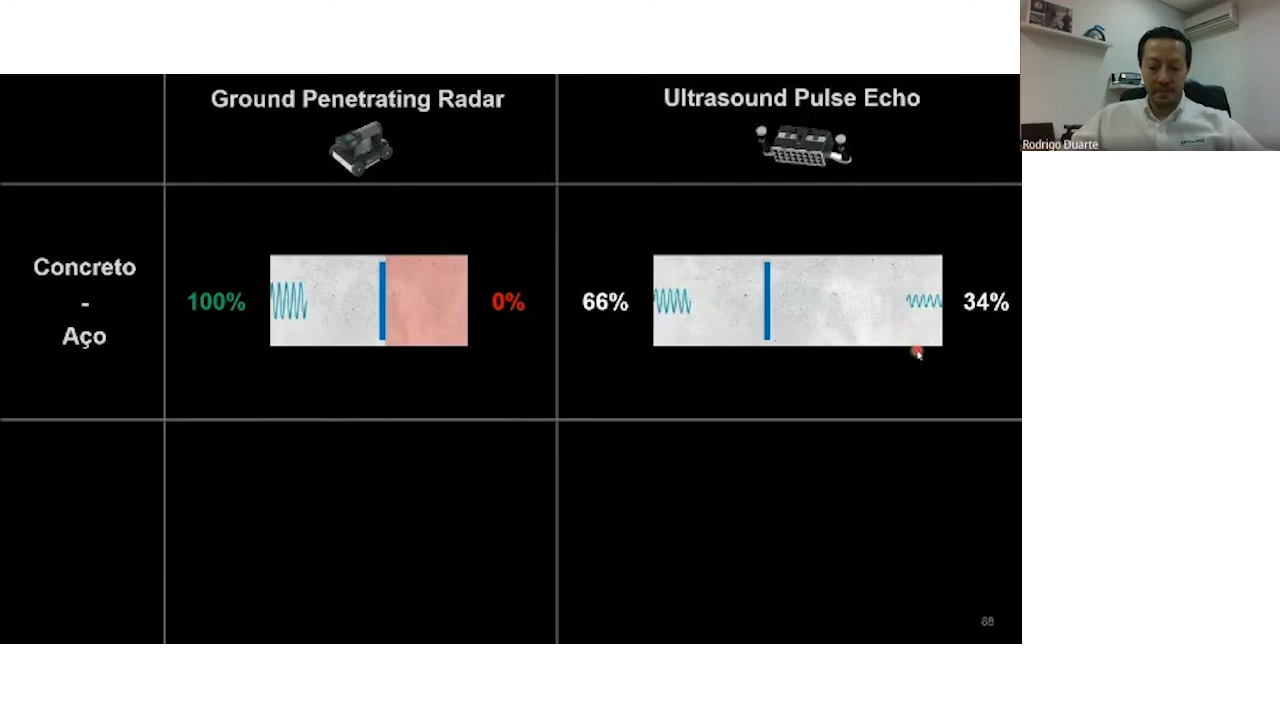 Ground Penetrating Radar
Ultrasound Pulse Echo
Rodrigo Duarte
Concreto
-
Aço
100%
0%
66%
34%
88